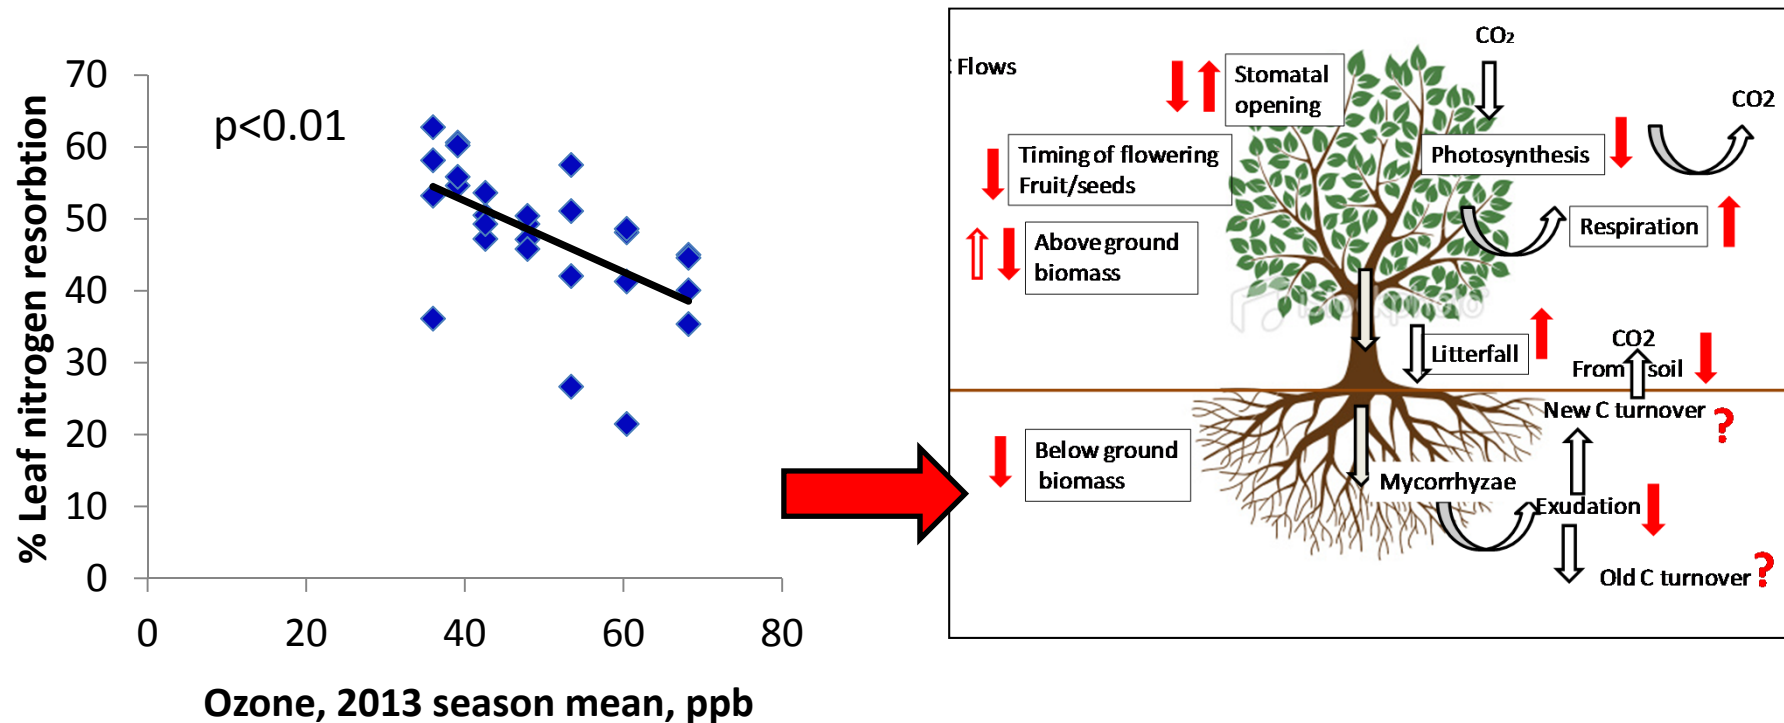 % Leaf nitrogen resorbtion
70
60
50
40
30
20
10
0
p<0.01
0 20 40 60 80
Ozone, 2013 season mean, ppb
Flows
CO₂
Stomatal
opening
CO2
Timing of flowering
Fruit/seeds
Photosynthesis
Above ground
biomass
Respiration
Litterfall
CO2
From soil
New C turnover ?
Below ground
biomass
Mycorrhyzae
Exudation
Old C turnover ?